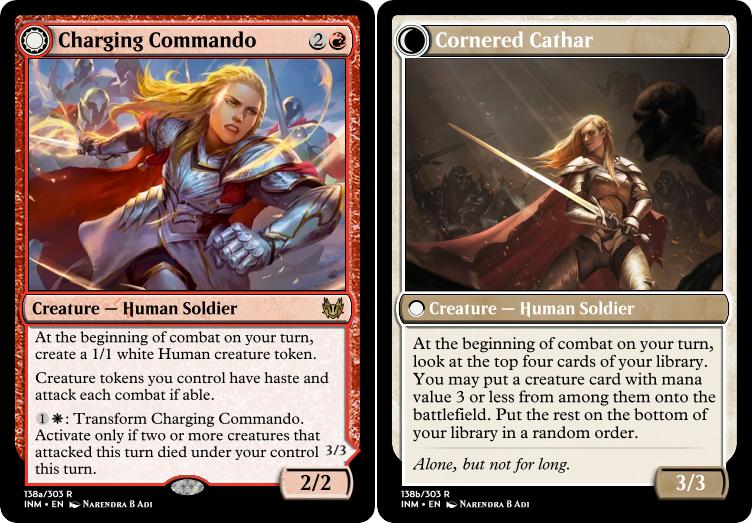 Charging Commando 2
Creature — Human Soldier
At the beginning of combat on your turn,
create a 1/1 white Human creature token.
Creature tokens you control have haste and
attack each combat if able.
1 : Transform Charging Commando.
Activate only if two or more creatures that
attacked this turn died under your control
this turn.
3/3
2/2
138a/303 R
INM • EN Narendra B Adi
Cornered Cathar
Creature — Human Soldier
At the beginning of combat on your turn,
look at the top four cards of your library.
You may put a creature card with mana
value 3 or less from among them onto the
battlefield. Put the rest on the bottom of
your library in a random order.
Alone, but not for long.
3/3
138b/303 R
INM • EN Narendra B Adi